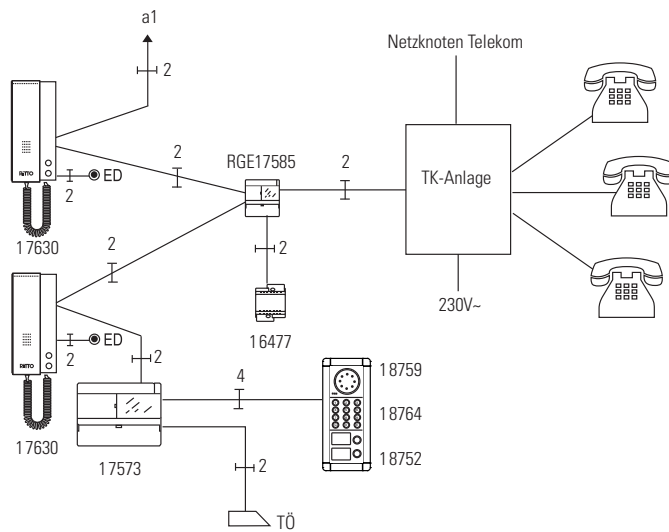 a1
2
Netzknoten Telekom
RITTO
2
ED
2
RGE17585
2
TK-Anlage
17630
2
2
16477
230V~
RITTO
2
ED
2
17630
17573
4
18759
18764
18752
2
TÖ